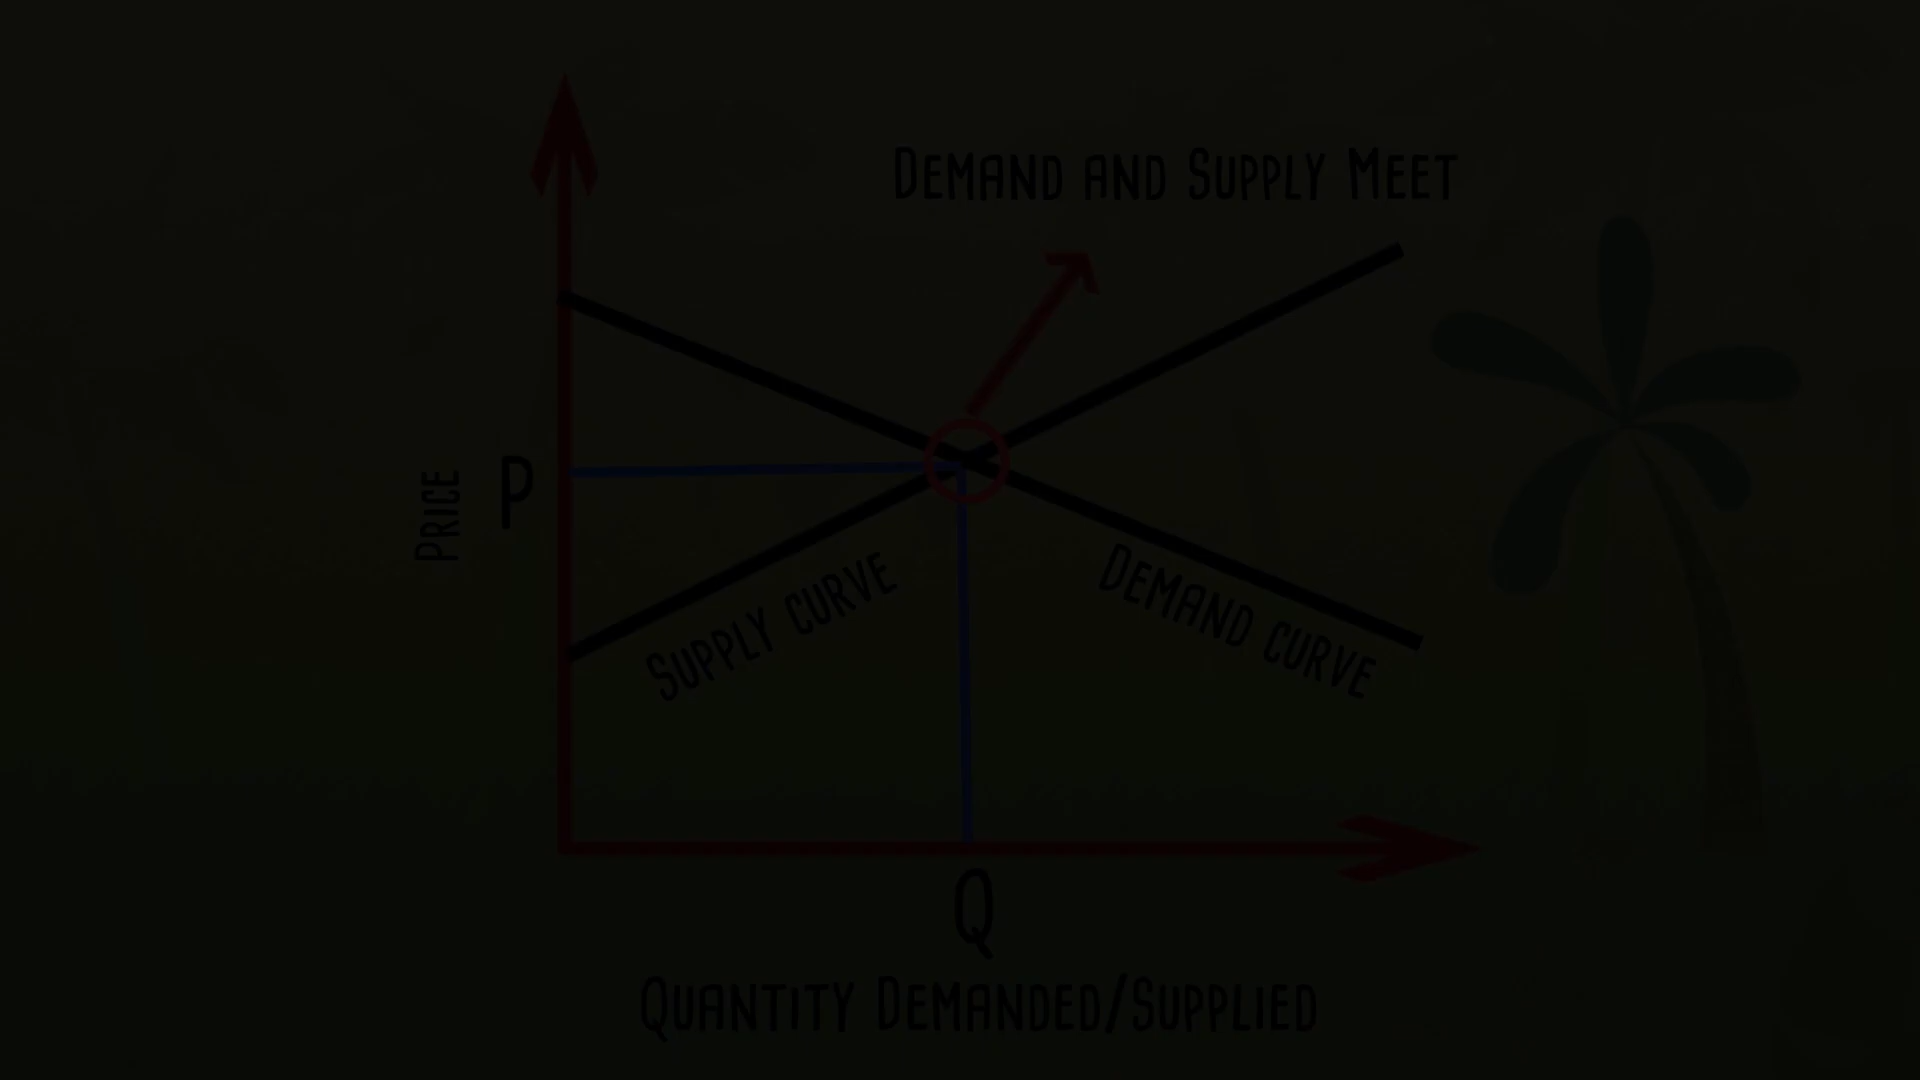 Demand and Supply Meet
Price
P
Supply curve
Demand curve
Q
Quantity Demanded/Supplied